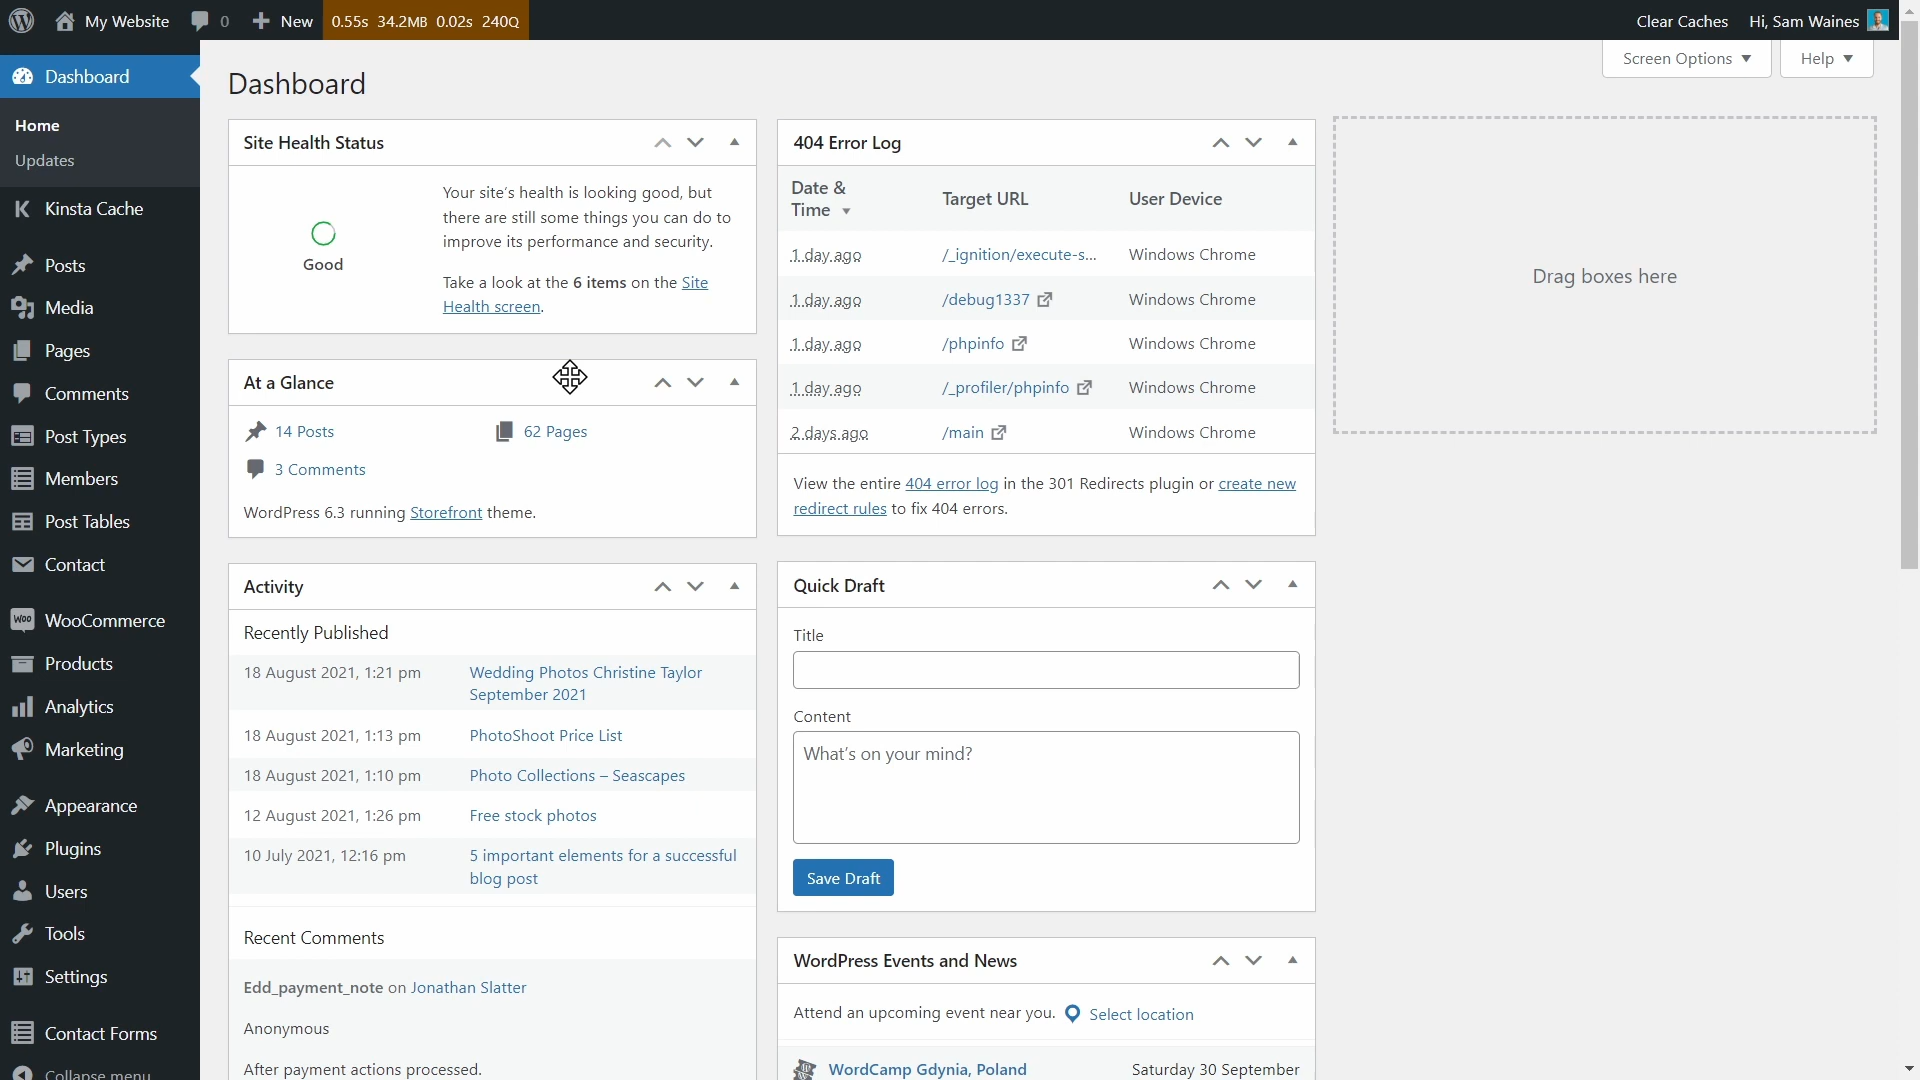 My Website 0 New 0.55s 34.2MB 0.02s 240Q Clear Caches Hi, Sam Waines
Screen Options Help
Dashboard
Home
Updates
Kinsta Cache
Posts
Media
Pages
Comments
Post Types
Members
Post Tables
Contact
Woo WooCommerce
Products
Analytics
Marketing
Appearance
Plugins
Users
Tools
Settings
Contact Forms
Collapse menu
Dashboard
Site Health Status
Good
Your site's health is looking good, but
there are still some things you can do to
improve its performance and security.
Take a look at the 6 items on the Site
Health screen.
At a Glance
14 Posts 62 Pages
3 Comments
WordPress 6.3 running Storefront theme.
Activity
Recently Published
18 August 2021, 1:21 pm Wedding Photos Christine Taylor
September 2021
18 August 2021, 1:13 pm PhotoShoot Price List
18 August 2021, 1:10 pm Photo Collections – Seascapes
12 August 2021, 1:26 pm Free stock photos
10 July 2021, 12:16 pm 5 important elements for a successful
blog post
Recent Comments
Edd_payment_note on Jonathan Slatter
Anonymous
After payment actions processed.
404 Error Log
Date &
Time Target URL User Device
1 day ago /_ignition/execute-s... Windows Chrome
1 day ago /debug1337 Windows Chrome
1 day ago /phpinfo Windows Chrome
1 day ago /_profiler/phpinfo Windows Chrome
2 days ago /main Windows Chrome
View the entire 404 error log in the 301 Redirects plugin or create new
redirect rules to fix 404 errors.
Quick Draft
Title
Content
What's on your mind?
Save Draft
WordPress Events and News
Attend an upcoming event near you. Select location
WordCamp Gdynia, Poland Saturday 30 September
Drag boxes here